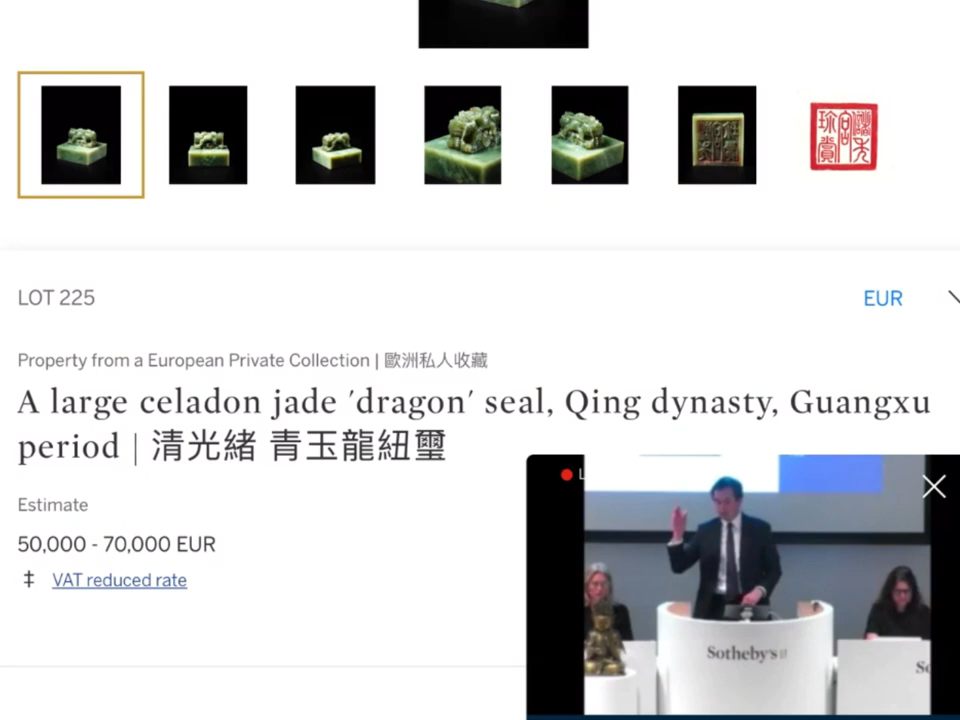 LOT 225
EUR
Property from a European Private Collection | 歐洲私人收藏
A large celadon jade 'dragon' seal, Qing dynasty, Guangxu
period | 清光緒 青玉龍紐璽
Estimate
50,000 - 70,000 EUR
‡ VAT reduced rate
Sotheby's